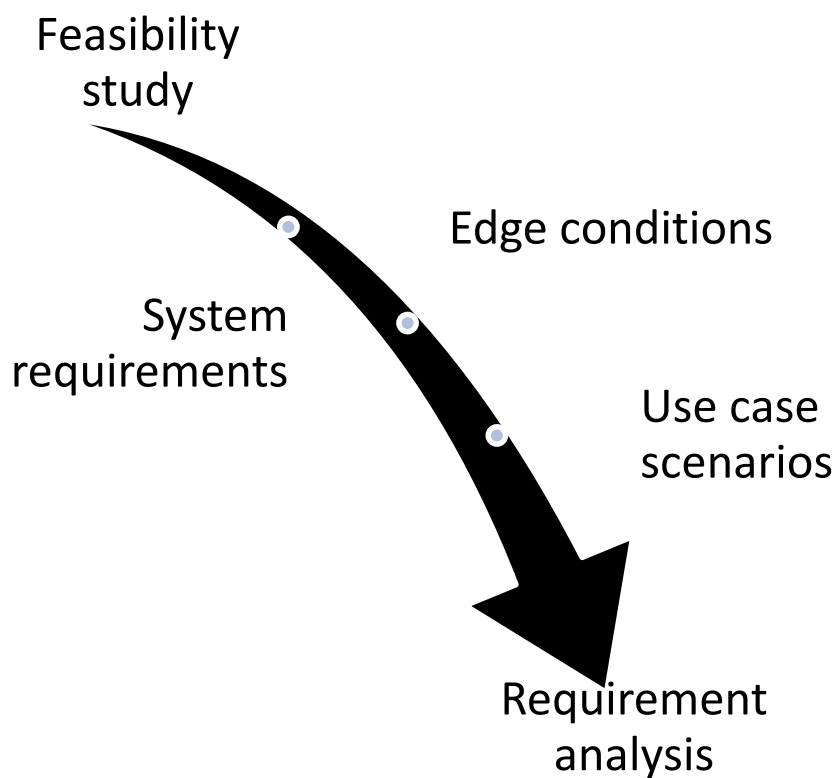 Feasibility
study
Edge conditions
System
requirements
Use case
scenarios
Requirement
analysis